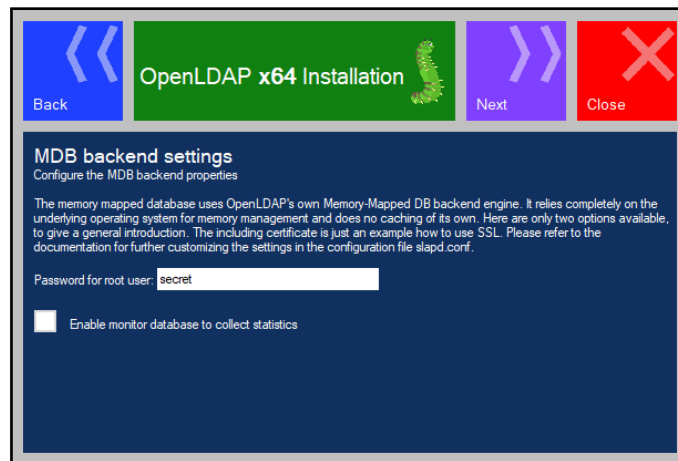 Back
OpenLDAP x64 Installation
Next
Close
MDB backend settings
Configure the MDB backend properties
The memory mapped database uses OpenLDAP's own Memory-Mapped DB backend engine. It relies completely on the
underlying operating system for memory management and does no caching of its own. Here are only two options available,
to give a general introduction. The including certificate is just an example how to use SSL. Please refer to the
documentation for further customizing the settings in the configuration file slapd.conf.
Password for root user: secret
Enable monitor database to collect statistics